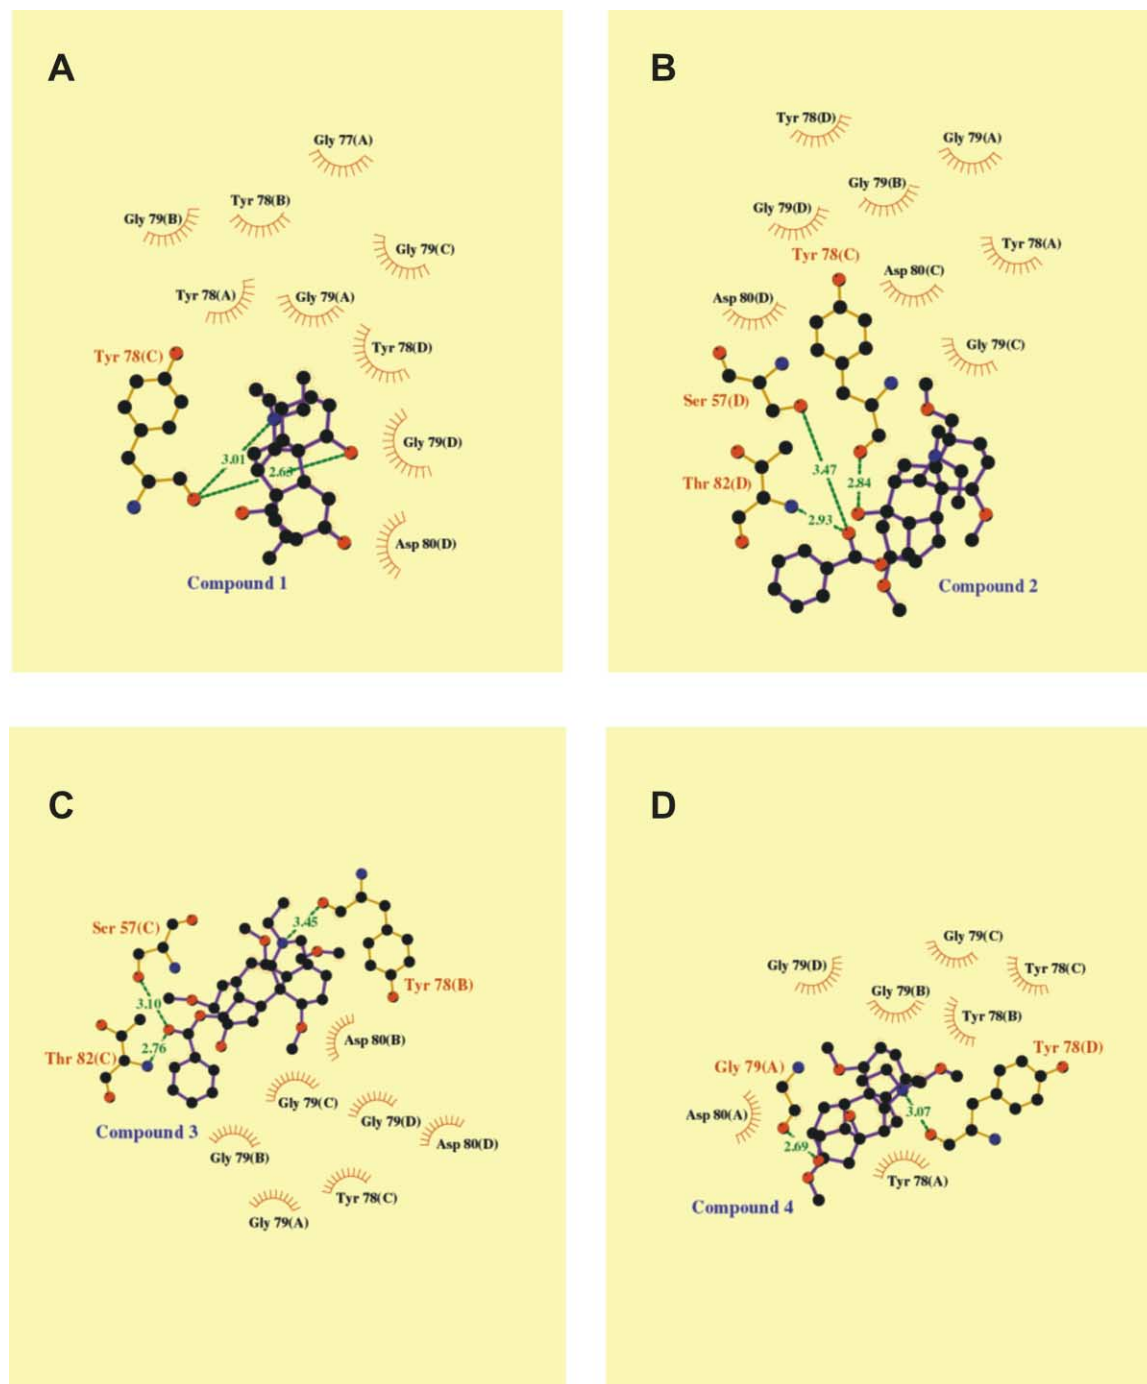 A
Gly 77(A)
Tyr 78(B)
Gly 79(B)
Gly 79(C)
Tyr 78(A)
Gly 79(A)
Tyr 78(C)
Tyr 78(D)
Gly 79(D)
3.01
2.63
Asp 80(D)
Compound 1
B
Tyr 78(D)
Gly 79(A)
Gly 79(B)
Gly 79(D)
Tyr 78(A)
Tyr 78(C)
Asp 80(C)
Asp 80(D)
Gly 79(C)
Ser 57(D)
3.47
Thr 82(D)
2.84
2.93
Compound 2
C
Ser 57(C)
3.45
Tyr 78(B)
3.10
Asp 80(B)
2.76
Thr 82(C)
Gly 79(C)
Gly 79(D)
Compound 3
Asp 80(D)
Gly 79(B)
Tyr 78(C)
Gly 79(A)
D
Gly 79(C)
Gly 79(D)
Tyr 78(C)
Gly 79(B)
Tyr 78(B)
Tyr 78(D)
Gly 79(A)
Asp 80(A)
3.07
2.69
Tyr 78(A)
Compound 4